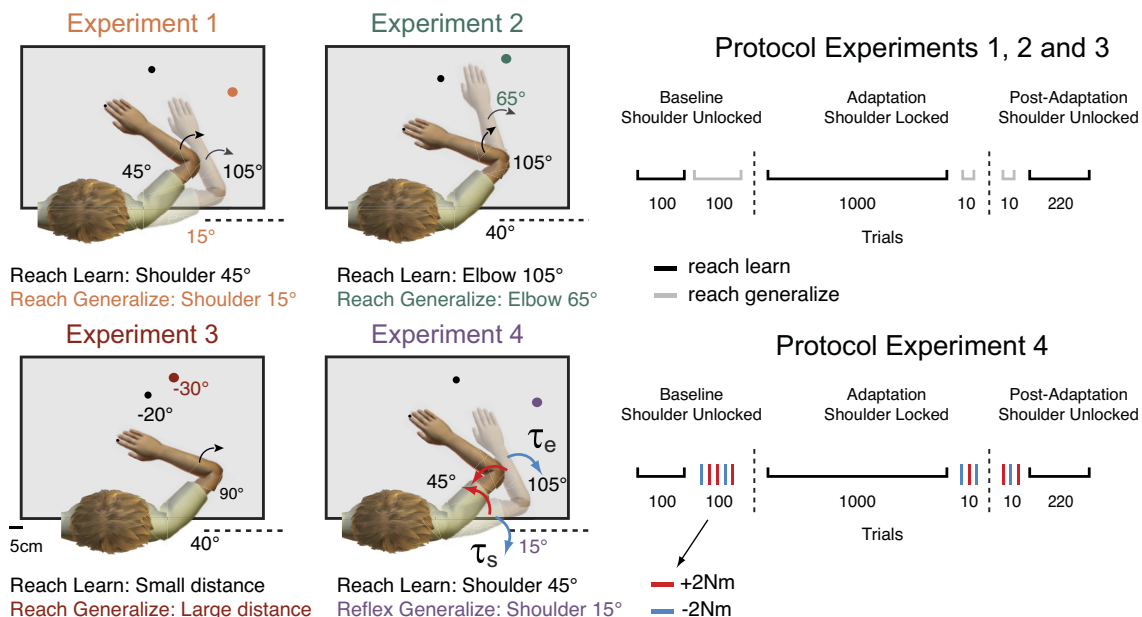 Experiment 1
45°
105°
15°
Reach Learn: Shoulder 45°
Reach Generalize: Shoulder 15°
Experiment 2
65°
105°
40°
Reach Learn: Elbow 105°
Reach Generalize: Elbow 65°
Experiment 3
-30°
-20°
90°
40°
5cm
Reach Learn: Small distance
Reach Generalize: Large distance
Experiment 4
τe
45°
105°
τs
15°
Reach Learn: Shoulder 45°
Reflex Generalize: Shoulder 15°
Protocol Experiments 1, 2 and 3
Baseline Adaptation Post-Adaptation
Shoulder Unlocked Shoulder Locked Shoulder Unlocked
100 100 1000 10 10 220
Trials
reach learn
reach generalize
Protocol Experiment 4
Baseline Adaptation Post-Adaptation
Shoulder Unlocked Shoulder Locked Shoulder Unlocked
100 100 1000 10 10 220
Trials
+2Nm
-2Nm